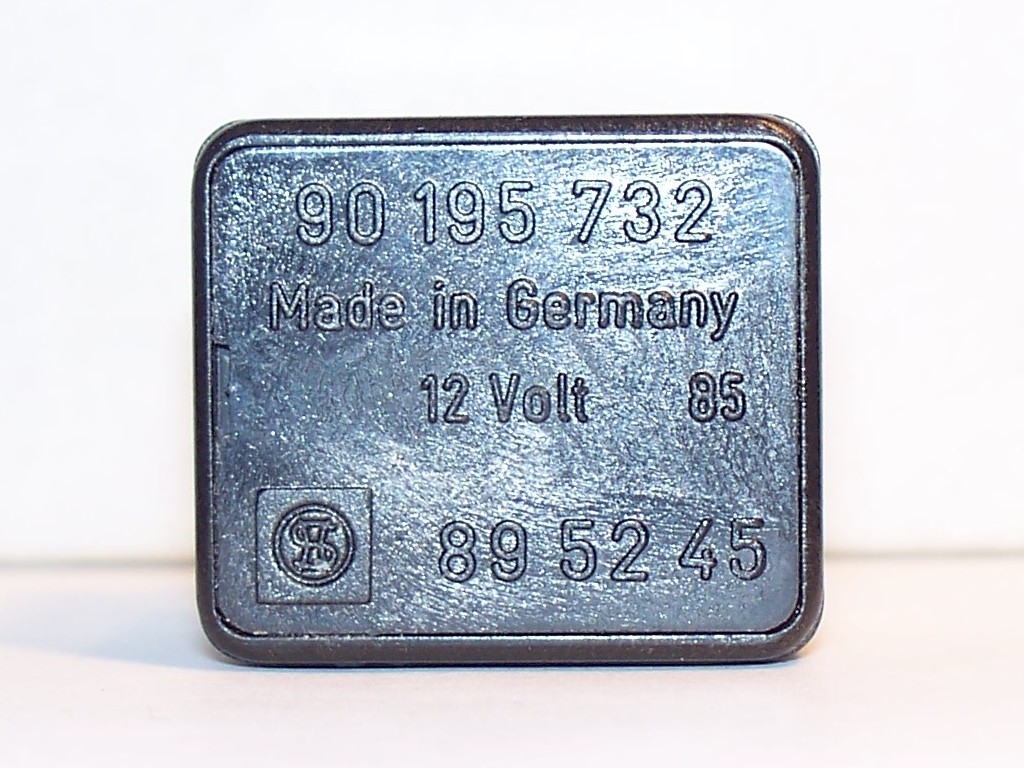 90 195 732
Made in Germany
12 Volt 85
89 52 45